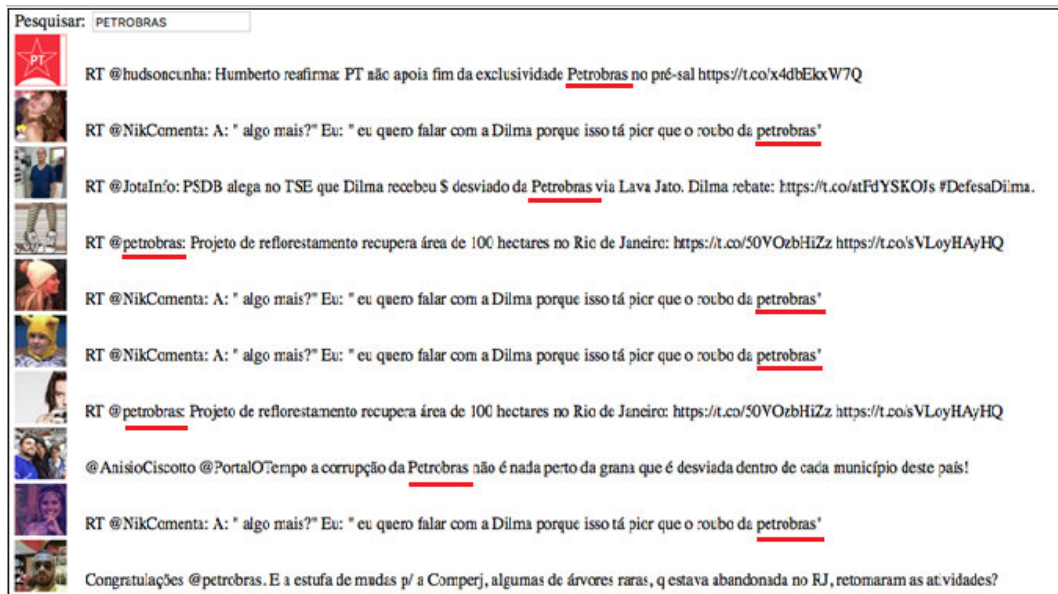 Pesquisar: PETROBRAS
PT
RT @hudsoncunha: Humberto reafirma: PT não apoia fim da exclusividade Petrobras no pré-sal https://t.co/x4dbEkxW7Q
RT @NikComenta: A: " algo mais?" Eu: " eu quero falar com a Dilma porque isso tá pior que o roubo da petrobras"
RT @JotaInfo: PSDB alega no TSE que Dilma recebeu $ desviado da Petrobras via Lava Jato. Dilma rebate: https://t.co/atFdYSKOJs #DefesaDilma.
RT @petrobras: Projeto de reflorestamento recupera área de 100 hectares no Rio de Janeiro: https://t.co/50VOzbHiZz https://t.co/sVLoyHAyHQ
RT @NikComenta: A: " algo mais?" Eu: " eu quero falar com a Dilma porque isso tá pior que o roubo da petrobras"
RT @NikComenta: A: " algo mais?" Eu: " eu quero falar com a Dilma porque isso tá pior que o roubo da petrobras"
RT @petrobras: Projeto de reflorestamento recupera área de 100 hectares no Rio de Janeiro: https://t.co/50VOzbHiZz https://t.co/sVLoyHAyHQ
@AnisioCiscotto @PortalOTempo a corrupção da Petrobras não é nada perto da grana que é desviada dentro de cada município deste país!
RT @NikComenta: A: " algo mais?" Eu: " eu quero falar com a Dilma porque isso tá pior que o roubo da petrobras"
Congratulações @petrobras. E a estufa de mudas p/ a Comperj, algumas de árvores raras, q estava abandonada no RJ, retomaram as atividades?